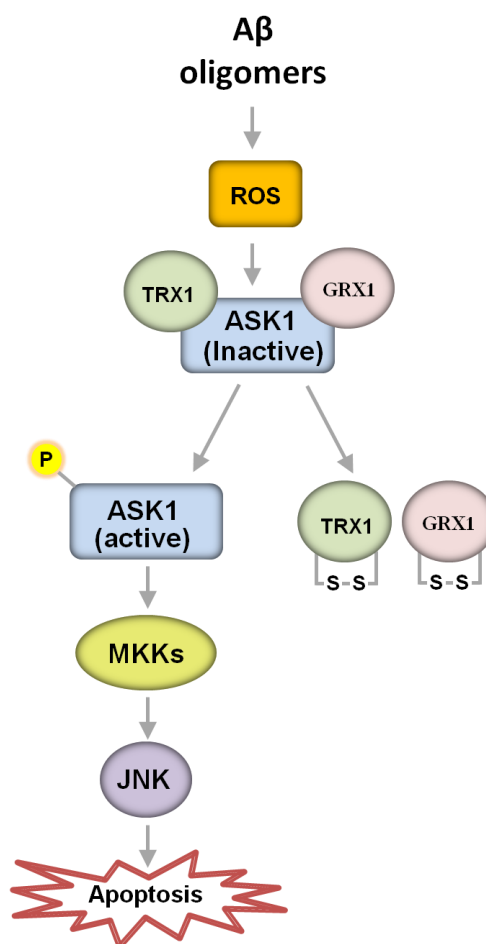 Aβ
oligomers
ROS
TRX1
GRX1
ASK1
(Inactive)
P
ASK1
(active)
TRX1
GRX1
S-S
S-S
MKKs
JNK
Apoptosis